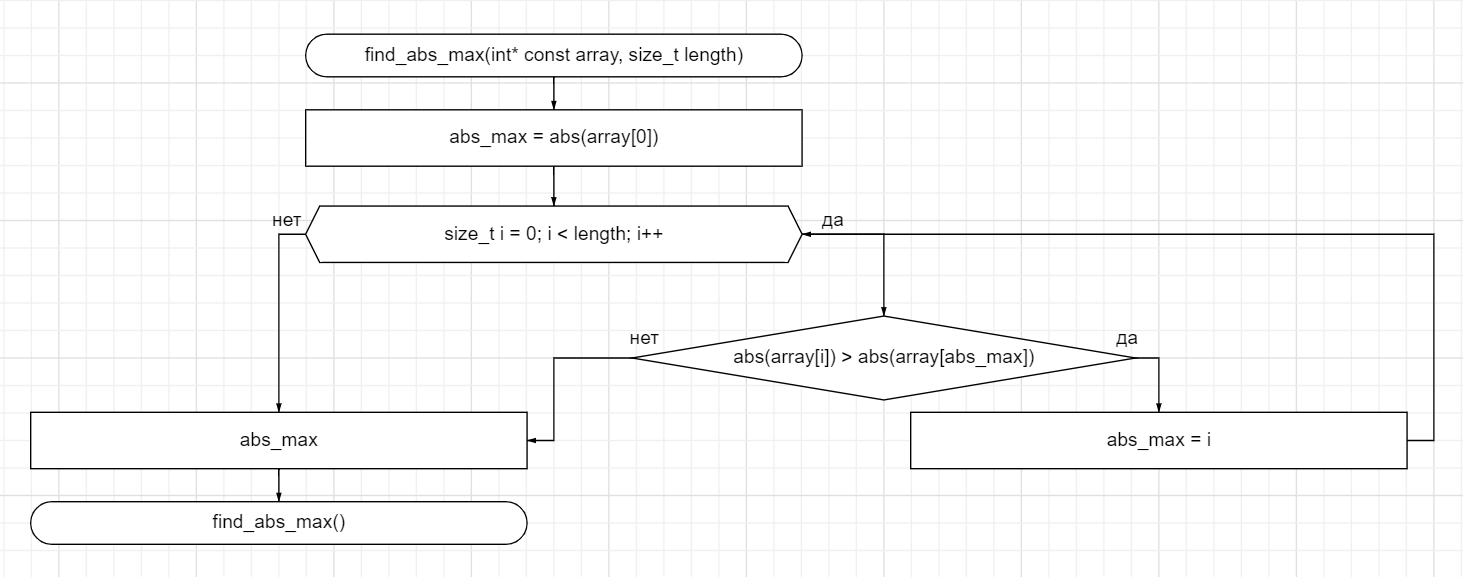 find_abs_max(int* const array, size_t length)
abs_max = abs(array[0])
нет
да
size_t i = 0; i < length; i++
нет
да
abs(array[i]) > abs(array[abs_max])
abs_max
abs_max = i
find_abs_max()